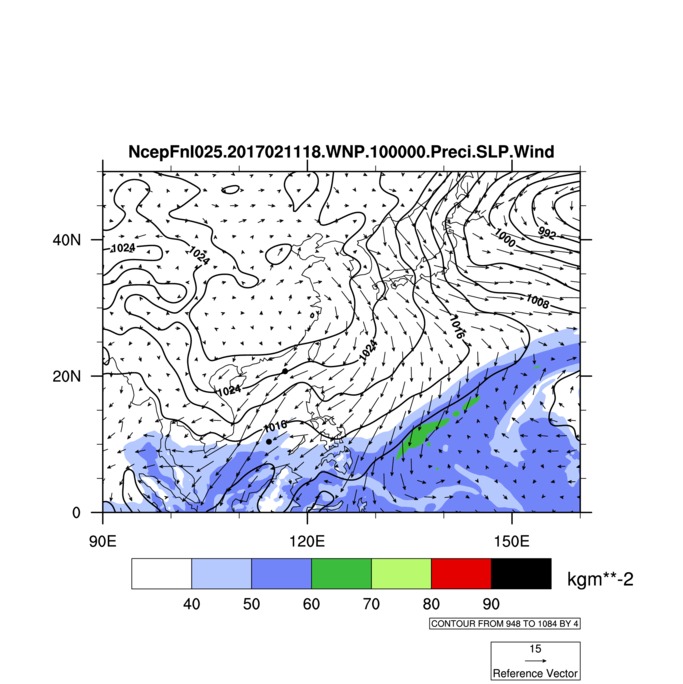 NcepFnl025.2017021118.WNP.100000.Preci.SLP.Wind
992
40N
1000
1024
1024
1008
1016
1024
20N
1024
1016
0
90E 120E 150E
kgm**-2
40 50 60 70 80 90
CONTOUR FROM 948 TO 1084 BY 4
15
Reference Vector